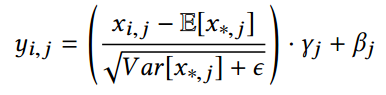 $y_{i,j} = \left( \frac{x_{i,j} - \mathbb{E}[x_{*,j}]}{\sqrt{Var[x_{*,j}] + \epsilon}} \right) \cdot \gamma_j + \beta_j$